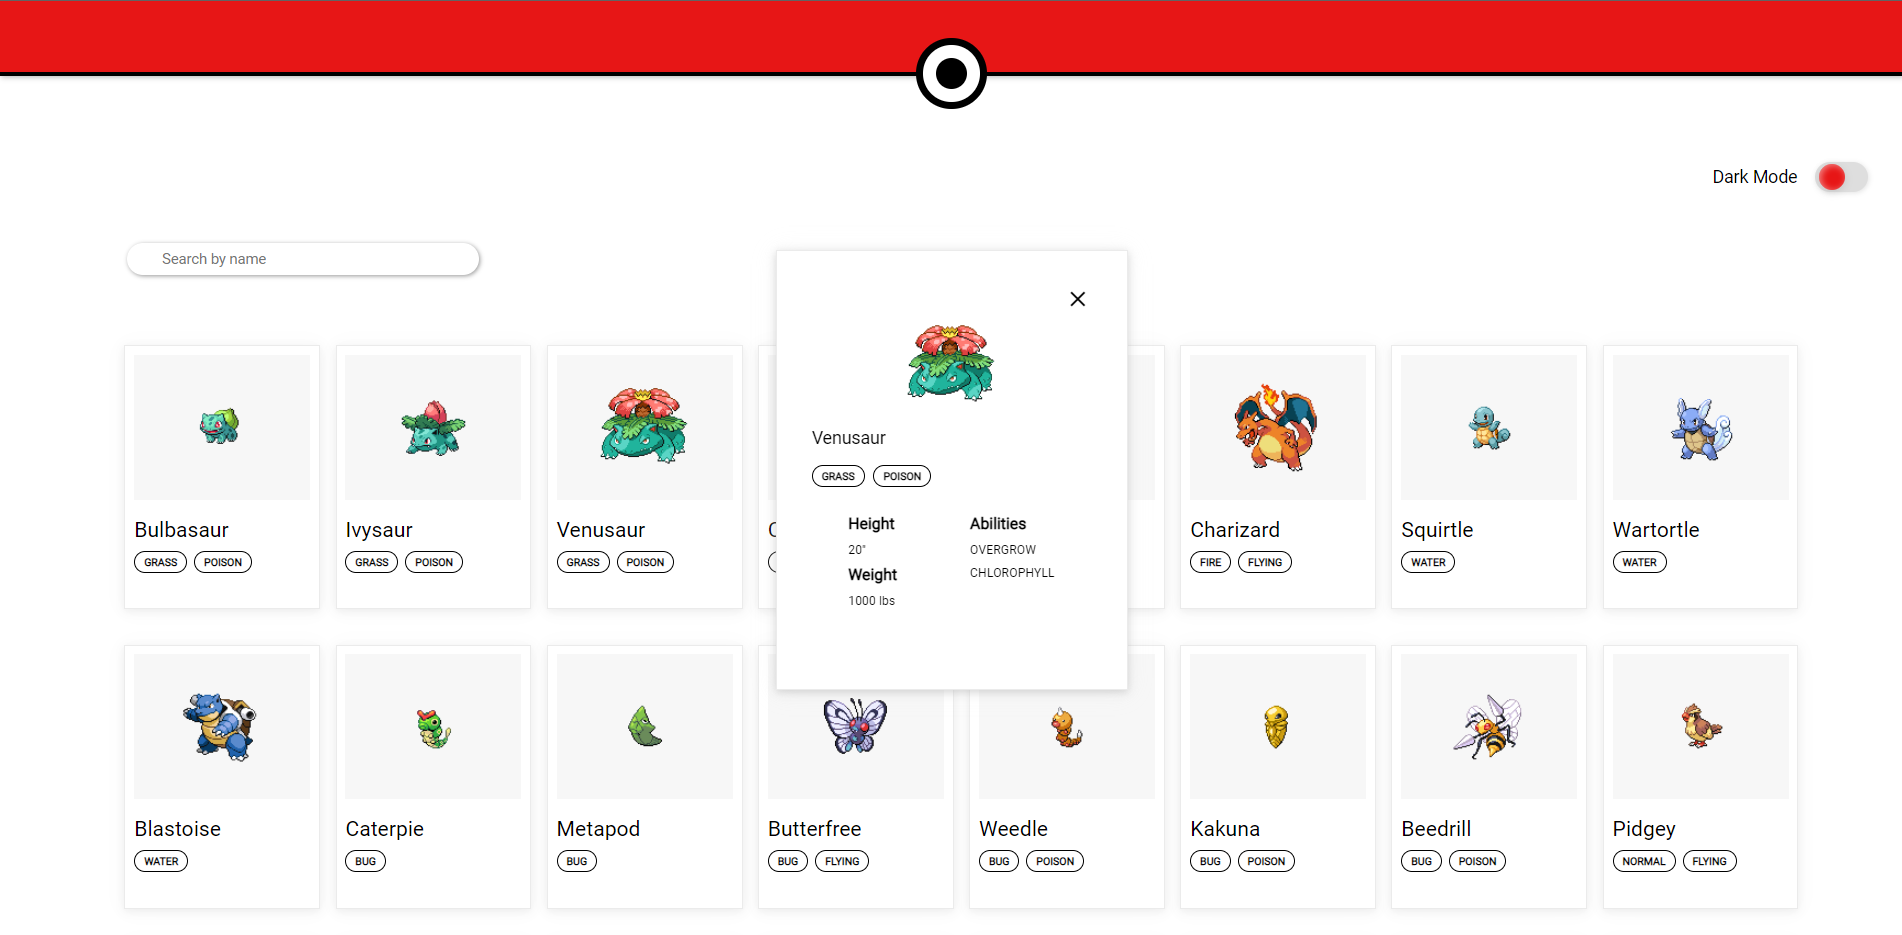 Dark Mode
Search by name
Venusaur
GRASS POISON
Height
20"
Weight
1000 lbs
Abilities
OVERGROW
CHLOROPHYLL
Bulbasaur
GRASS POISON
Ivysaur
GRASS POISON
Venusaur
GRASS POISON
C
Charizard
FIRE FLYING
Squirtle
WATER
Wartortle
WATER
Blastoise
WATER
Caterpie
BUG
Metapod
BUG
Butterfree
BUG FLYING
Weedle
BUG POISON
Kakuna
BUG POISON
Beedrill
BUG POISON
Pidgey
NORMAL FLYING